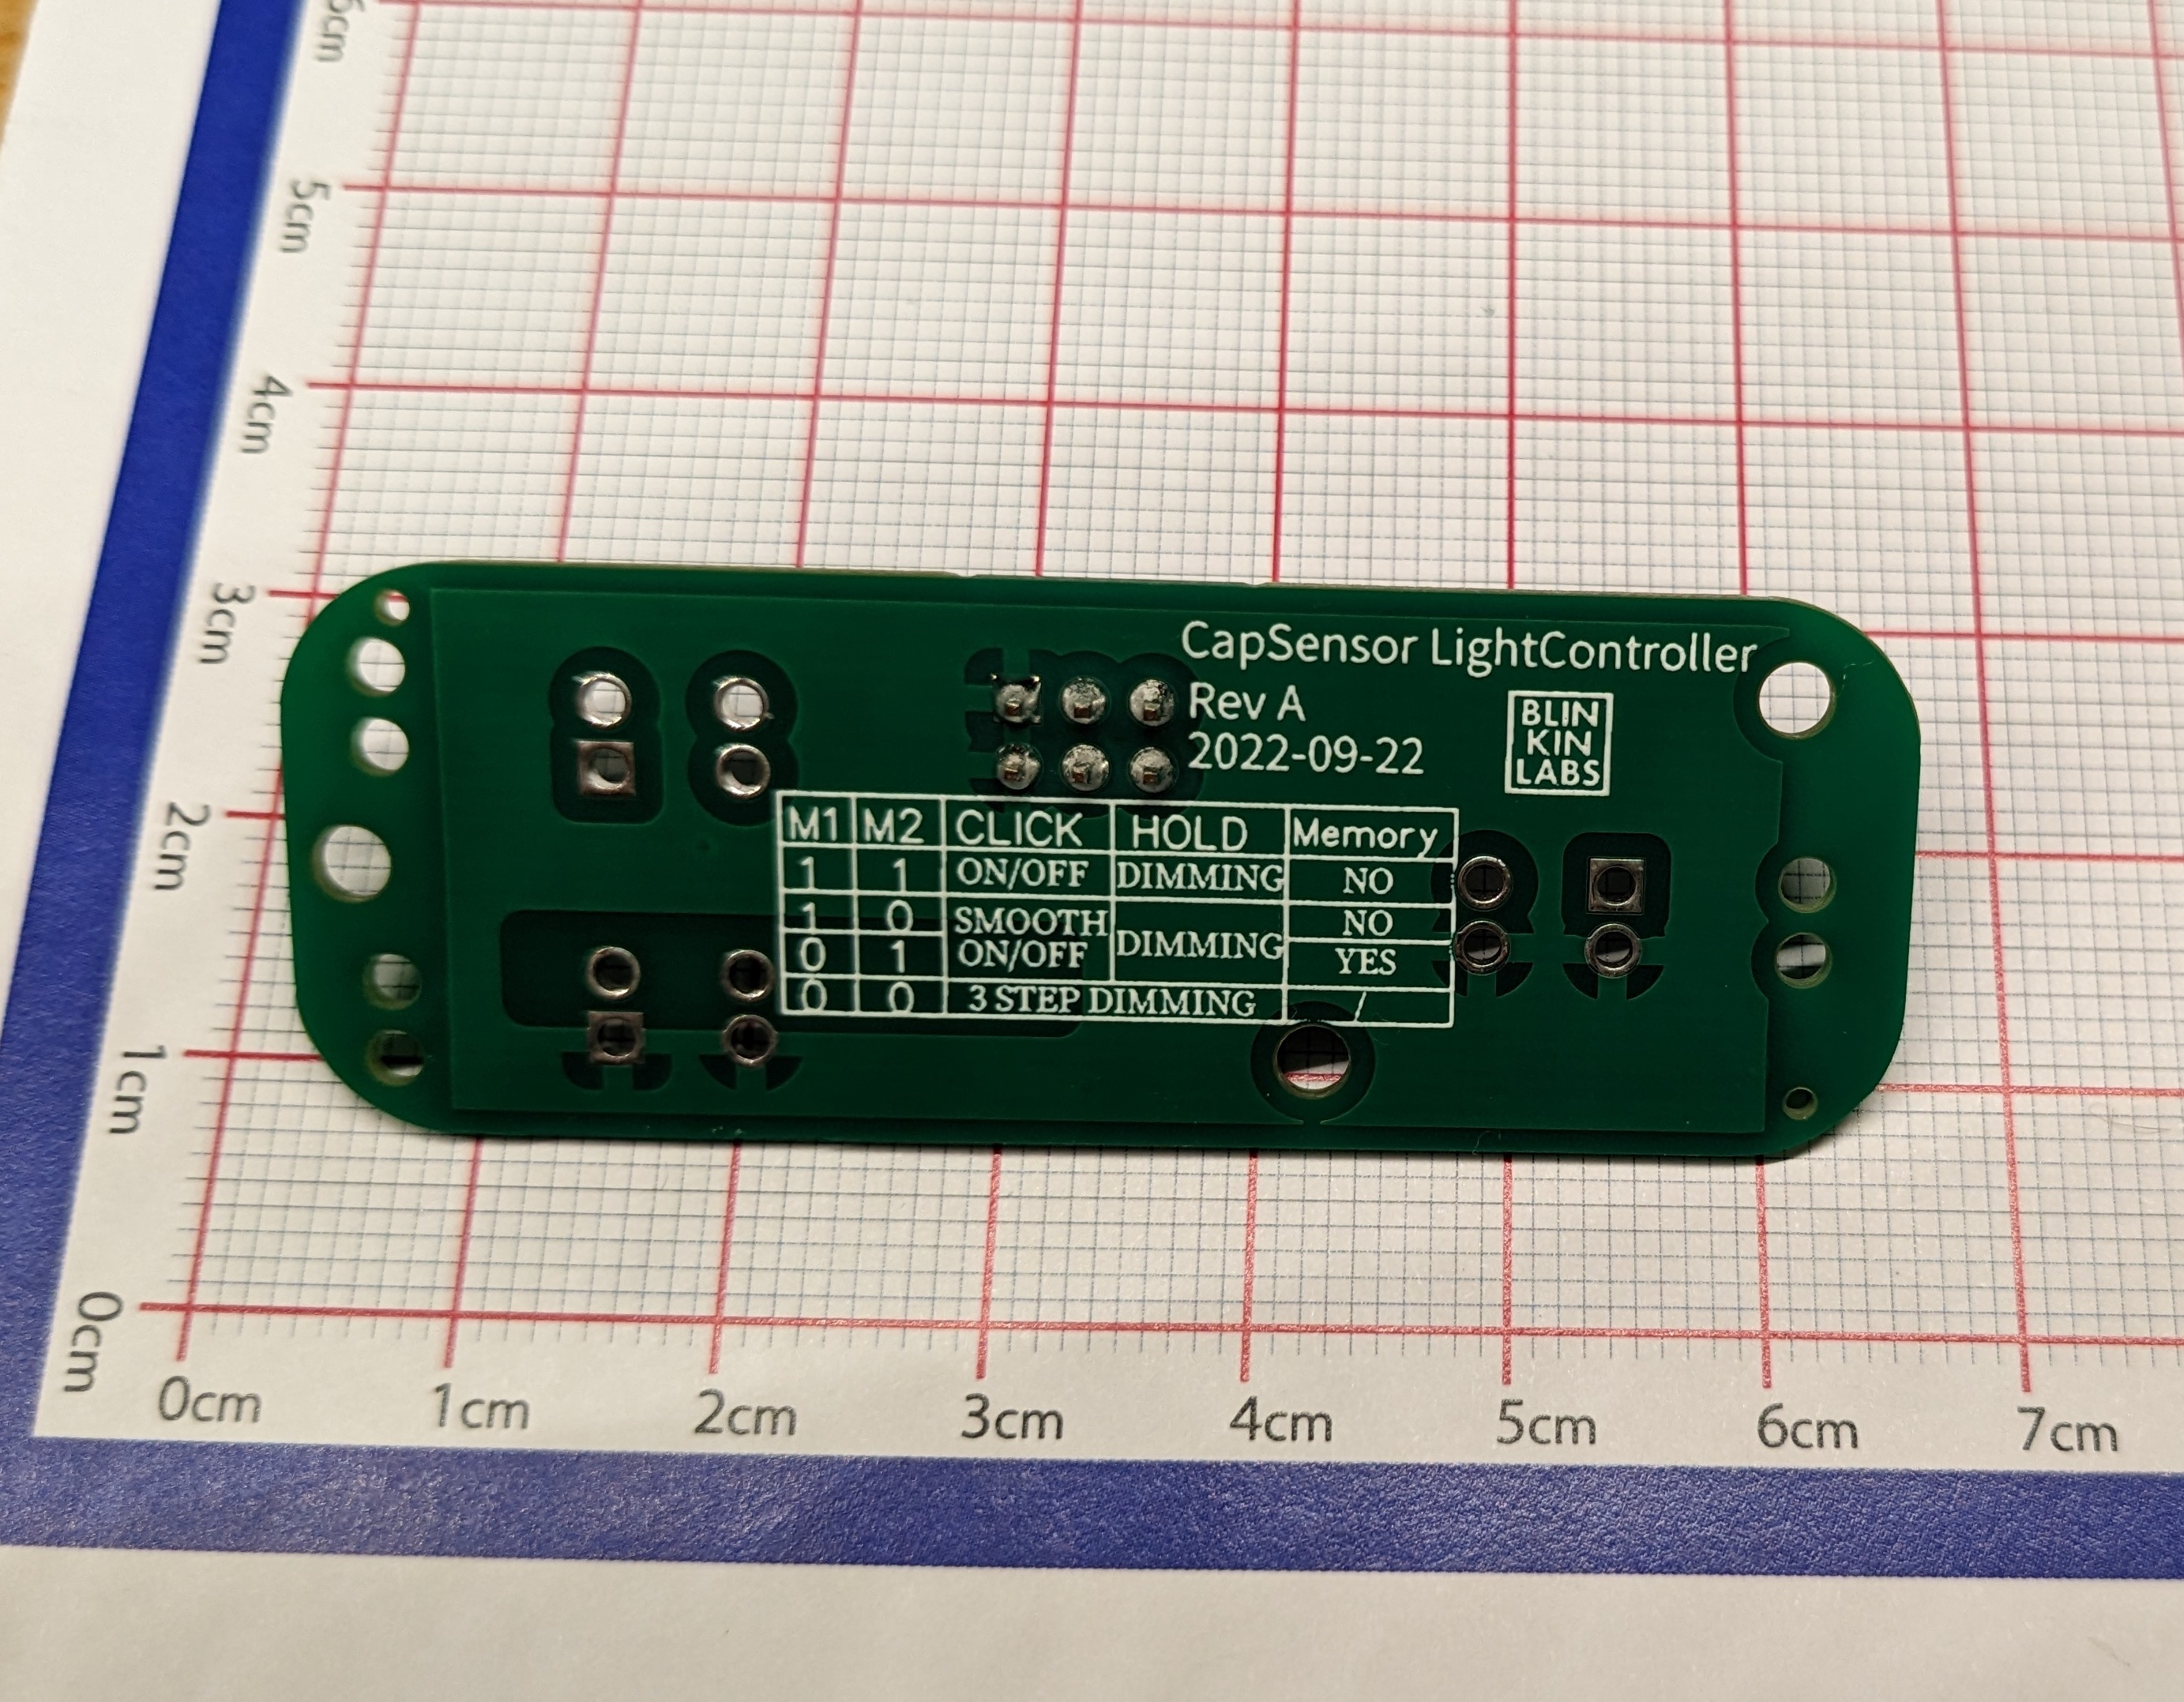 6cm
5cm
4cm
3cm
2cm
1cm
0cm
CapSensor LightController
Rev A
2022-09-22
BLIN
KIN
LABS
M1 M2 CLICK HOLD Memory
1 1 ON/OFF DIMMING NO
1 0 SMOOTH NO
0 1 ON/OFF DIMMING YES
0 0 3 STEP DIMMING /
0cm 1cm 2cm 3cm 4cm 5cm 6cm 7cm